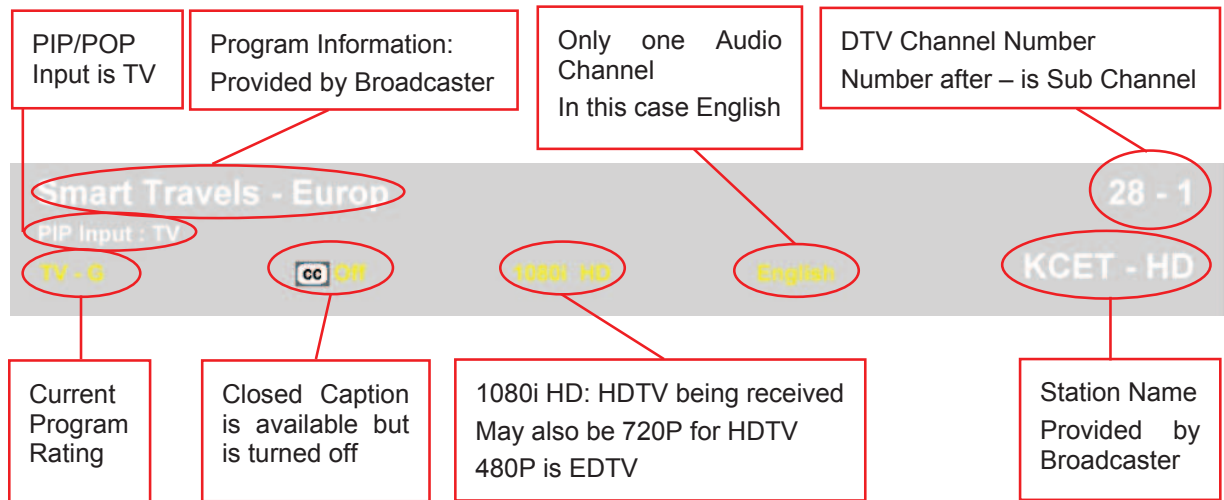 PIP/POP
Input is TV
Program Information:
Provided by Broadcaster
Only one Audio
Channel
In this case English
DTV Channel Number
Number after – is Sub Channel
Smart Travels - Europ
28 - 1
PIP Input : TV
TV - G
cc Off
1080i HD
English
KCET - HD
Current
Program
Rating
Closed Caption
is available but
is turned off
1080i HD: HDTV being received
May also be 720P for HDTV
480P is EDTV
Station Name
Provided by
Broadcaster